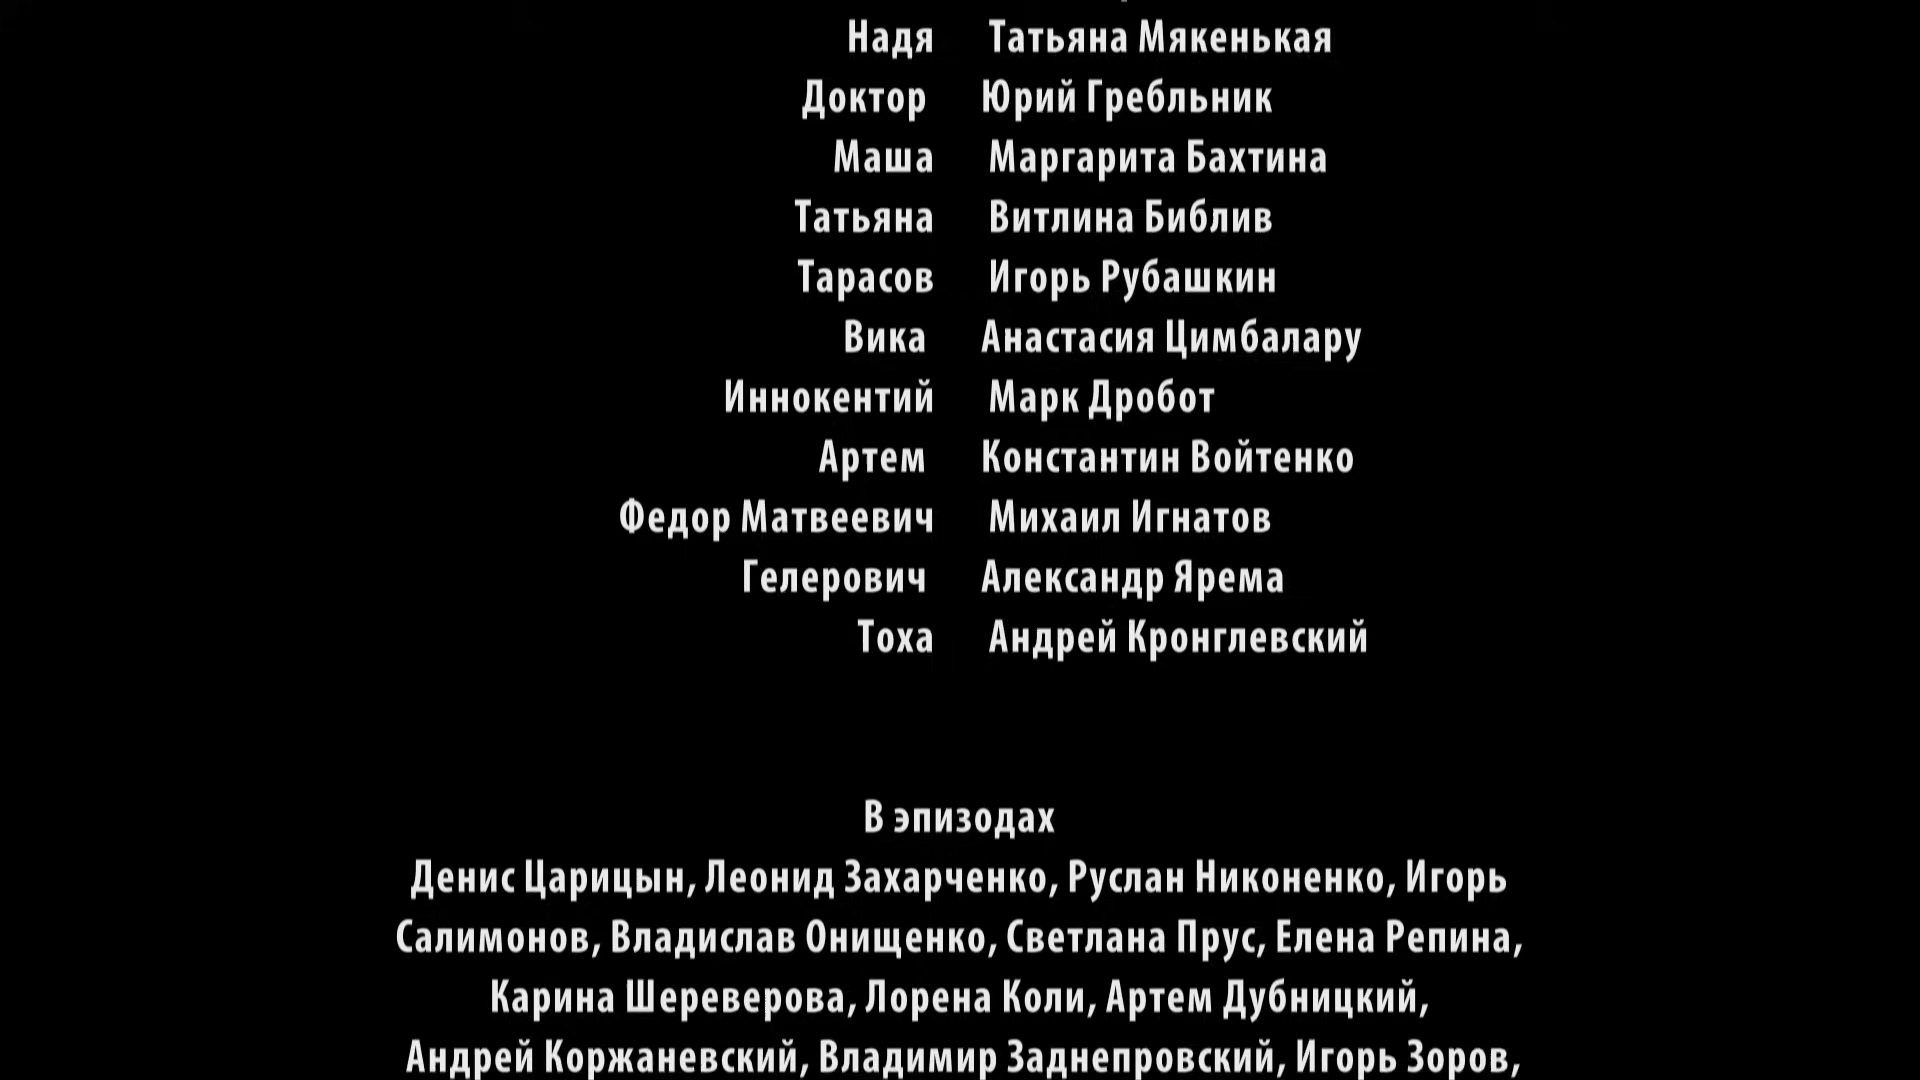 Надя Татьяна Мякенькая
Доктор Юрий Гребльник
Маша Маргарита Бахтина
Татьяна Витлина Библив
Тарасов Игорь Рубашкин
Вика Анастасия Цимбалару
Иннокентий Марк Дробот
Артем Константин Войтенко
Федор Матвеевич Михаил Игнатов
Гелерович Александр Ярема
Тоха Андрей Кронглевский
В эпизодах
Денис Царицын, Леонид Захарченко, Руслан Никоненко, Игорь
Салимонов, Владислав Онищенко, Светлана Прус, Елена Репина,
Карина Шереверова, Лорена Коли, Артем Дубницкий,
Андрей Коржаневский, Владимир Заднепровский, Игорь Зоров,